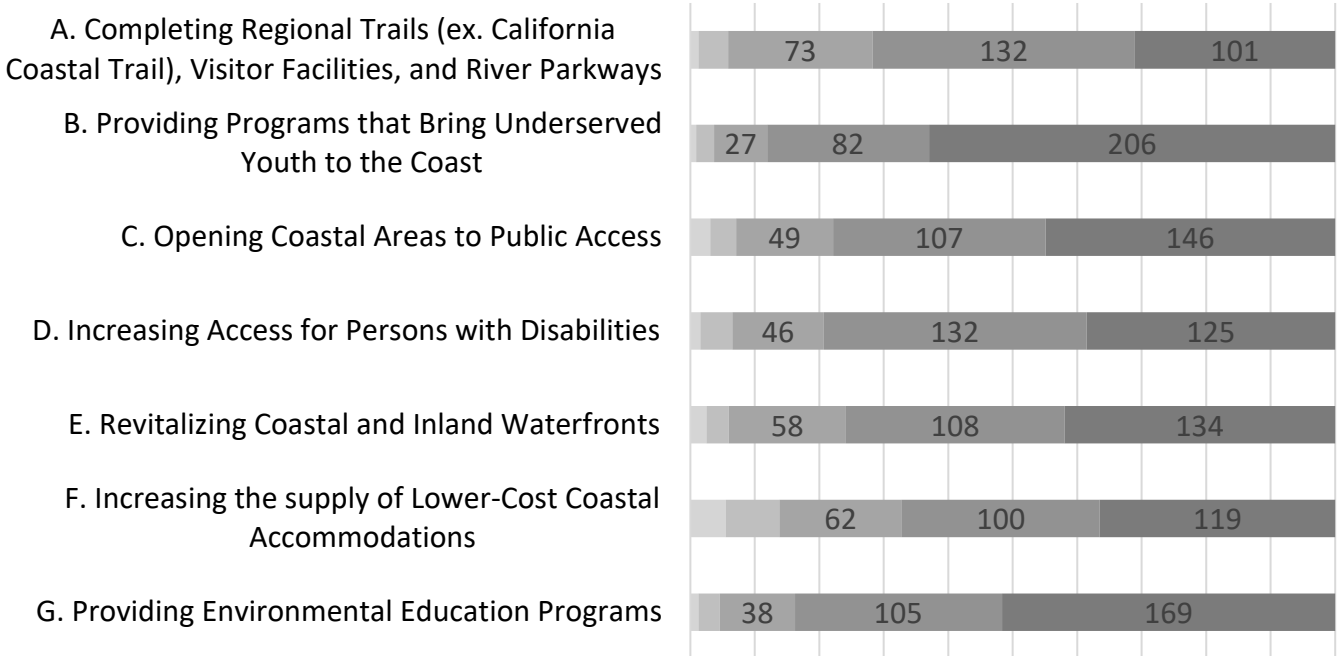 A. Completing Regional Trails (ex. California
Coastal Trail), Visitor Facilities, and River Parkways
73 132 101
B. Providing Programs that Bring Underserved
Youth to the Coast
27 82 206
C. Opening Coastal Areas to Public Access
49 107 146
D. Increasing Access for Persons with Disabilities
46 132 125
E. Revitalizing Coastal and Inland Waterfronts
58 108 134
F. Increasing the supply of Lower-Cost Coastal
Accommodations
62 100 119
G. Providing Environmental Education Programs
38 105 169